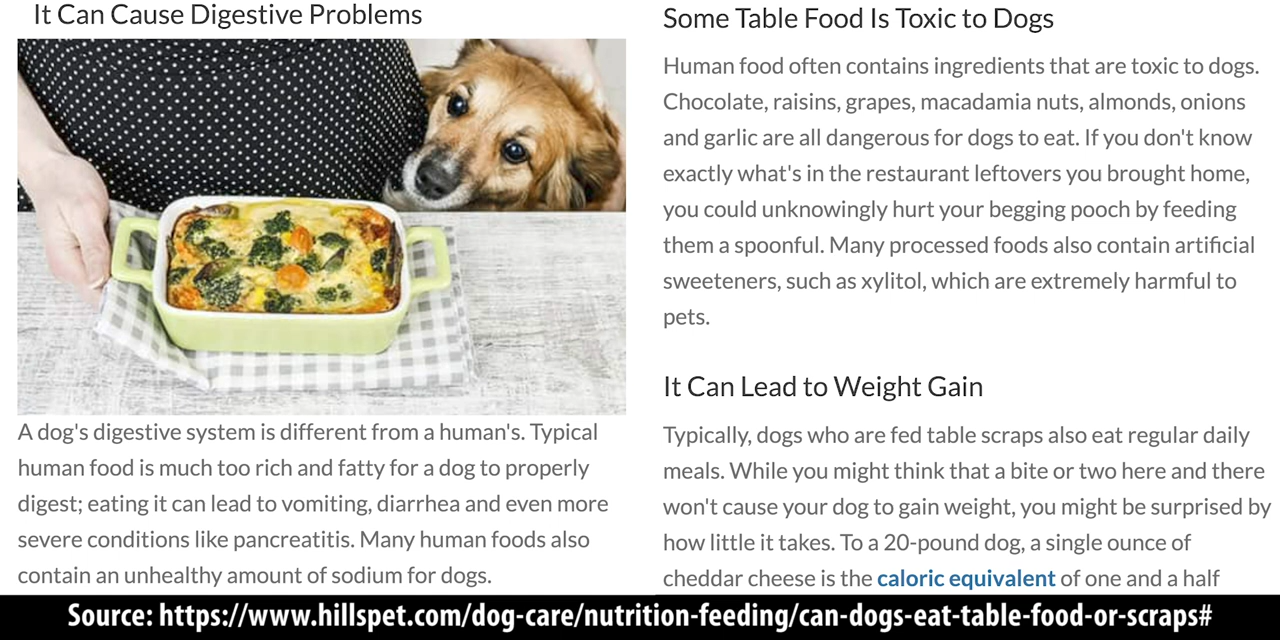 It Can Cause Digestive Problems
A dog's digestive system is different from a human's. Typical
human food is much too rich and fatty for a dog to properly
digest; eating it can lead to vomiting, diarrhea and even more
severe conditions like pancreatitis. Many human foods also
contain an unhealthy amount of sodium for dogs.
Some Table Food Is Toxic to Dogs
Human food often contains ingredients that are toxic to dogs.
Chocolate, raisins, grapes, macadamia nuts, almonds, onions
and garlic are all dangerous for dogs to eat. If you don't know
exactly what's in the restaurant leftovers you brought home,
you could unknowingly hurt your begging pooch by feeding
them a spoonful. Many processed foods also contain artificial
sweeteners, such as xylitol, which are extremely harmful to
pets.
It Can Lead to Weight Gain
Typically, dogs who are fed table scraps also eat regular daily
meals. While you might think that a bite or two here and there
won't cause your dog to gain weight, you might be surprised by
how little it takes. To a 20-pound dog, a single ounce of
cheddar cheese is the caloric equivalent of one and a half
Source: https://www.hillspet.com/dog-care/nutrition-feeding/can-dogs-eat-table-food-or-scraps#